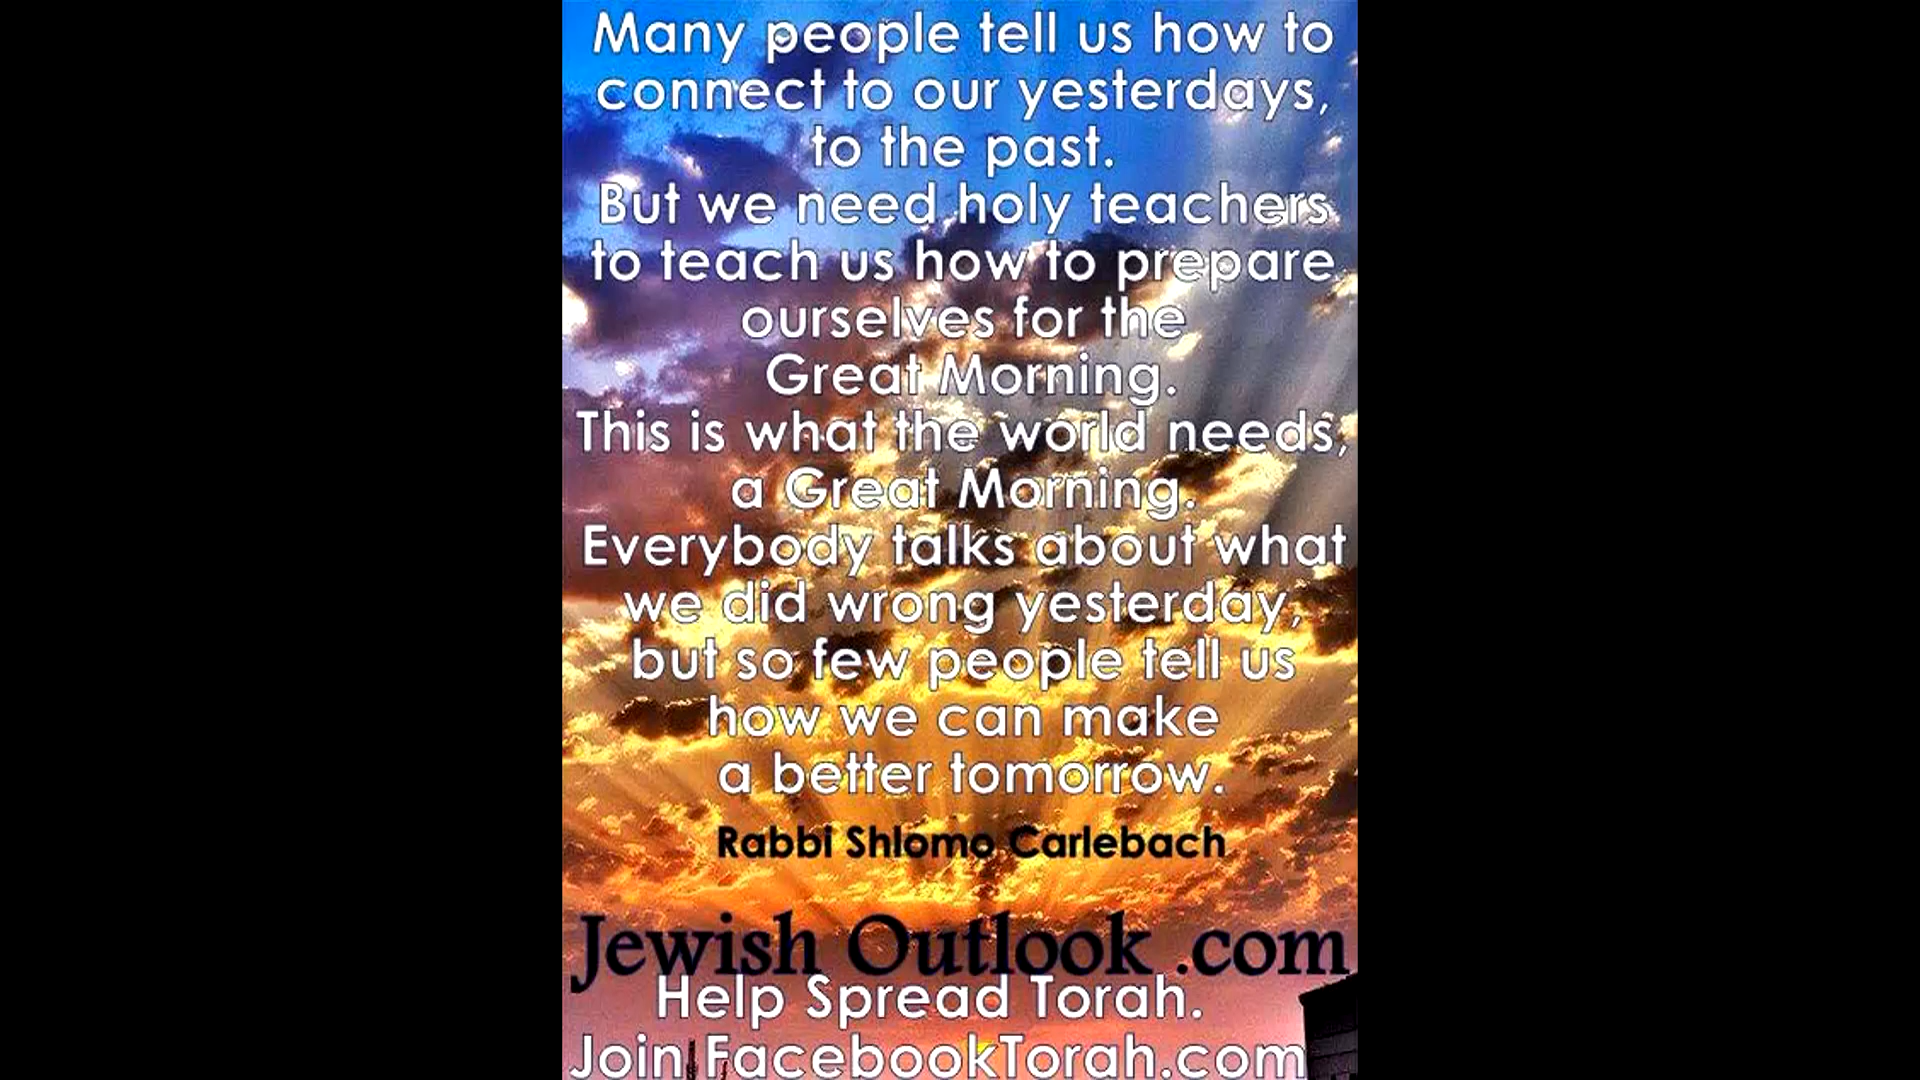 Many people tell us how to
connect to our yesterdays,
to the past.
But we need holy teachers
to teach us how to prepare
ourselves for the
Great Morning.
This is what the world needs,
a Great Morning.
Everybody talks about what
we did wrong yesterday,
but so few people tell us
how we can make
a better tomorrow.
Rabbi Shlomo Carlebach
Jewish Outlook .com
Help Spread Torah.
Join FacebookTorah.com